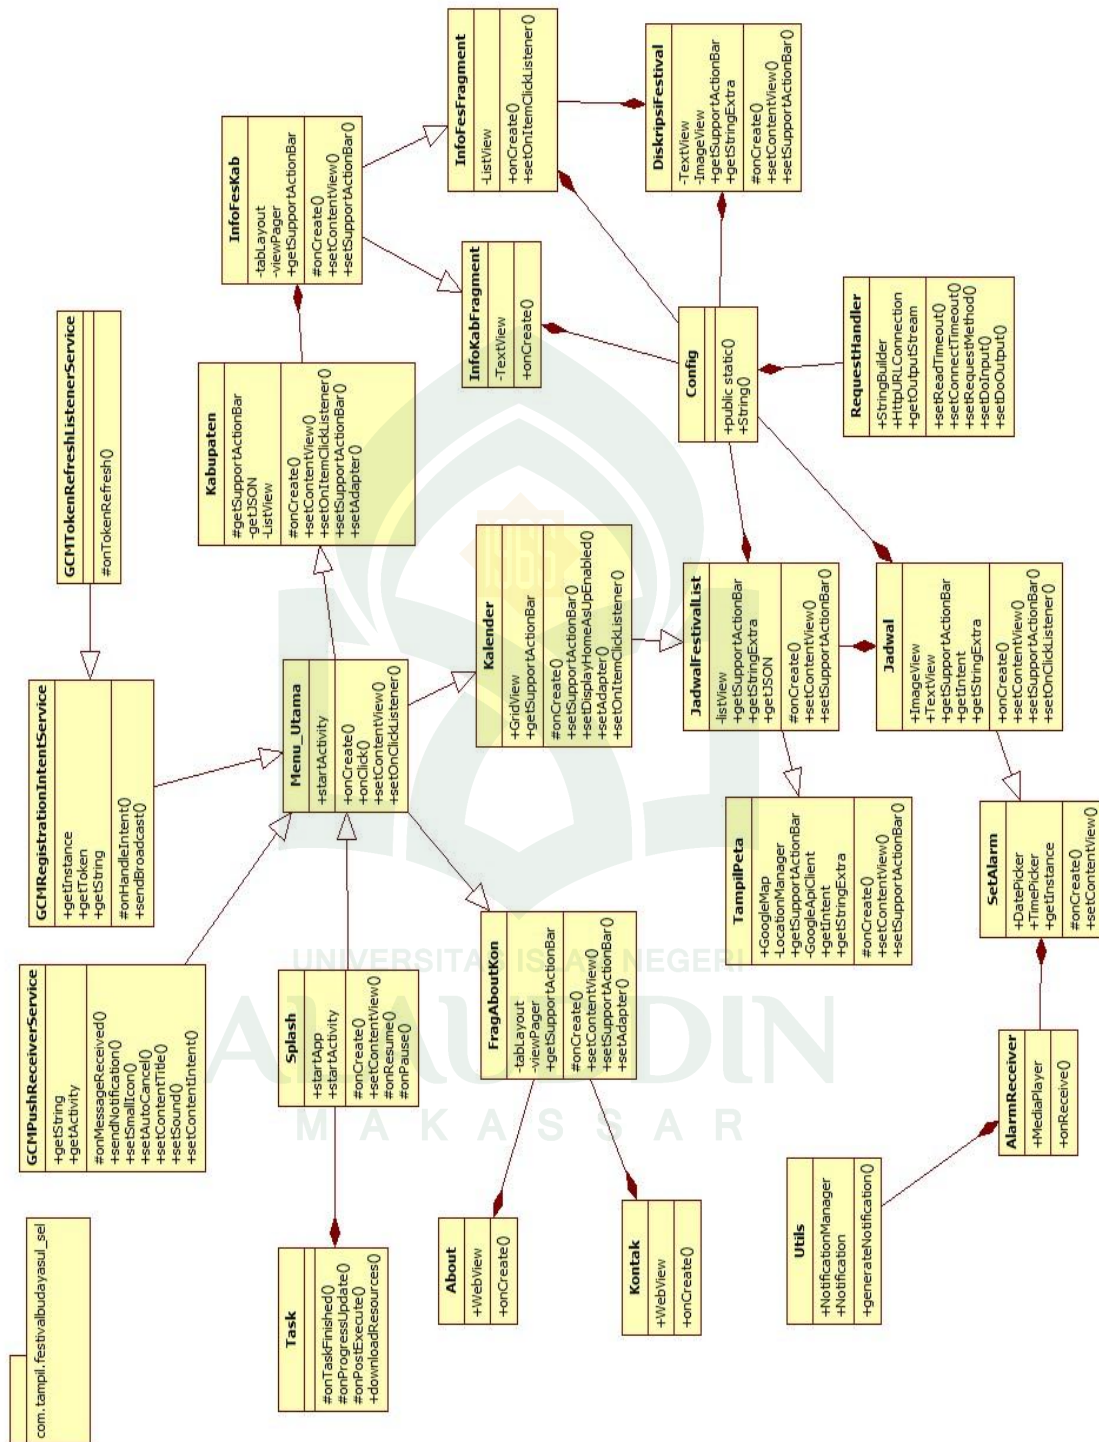 com.tampil.festivalbudayasul_sel
GCMPushReceiverService
+getString
+getActivity
#onMessageReceived()
+sendNotification()
+setSmallIcon()
+setAutoCancel()
+setContentTitle()
+setSound()
+setContentIntent()
GCMRegistrationIntentService
+getInstance
+getToken
+getString
#onHandleIntent()
+sendBroadcast()
GCMTokenRefreshListenerService
#onTokenRefresh()
Task
#onTaskFinished()
#onProgressUpdate()
#onPostExecute()
+downloadResources()
Splash
+startApp
+startActivity
#onCreate()
+setContentView()
#onResume()
#onPause()
Menu_Utama
+startActivity
+onCreate()
+onClick()
+setContentView()
+setOnClickListener()
Kabupaten
#getSupportActionBar
-getJSON
-ListView
#onCreate()
+setContentView()
+setOnItemClickListener()
+setSupportActionBar()
+setAdapter()
InfoFesKab
-tabLayout
-viewPager
+getSupportActionBar
#onCreate()
+setContentView()
+setSupportActionBar()
About
+WebView
+onCreate()
FragAboutKon
-tabLayout
-viewPager
+getSupportActionBar
#onCreate()
+setContentView()
+setSupportActionBar()
+setAdapter()
Kalender
+GridView
+getSupportActionBar
#onCreate()
+setSupportActionBar()
+setDisplayHomeAsUpEnabled()
+setAdapter()
+setOnItemClickListener()
InfoKabFragment
-TextView
+onCreate()
InfoFesFragment
-ListView
+onCreate()
+setOnItemClickListener()
Kontak
+WebView
+onCreate()
TampilPeta
+GoogleMap
-LocationManager
+getSupportActionBar
-GoogleApiClient
+getIntent
+getStringExtra
#onCreate()
+setContentView()
+setSupportActionBar()
JadwalFestivalList
-listView
+getSupportActionBar
+getStringExtra
+getJSON
#onCreate()
+setContentView()
+setSupportActionBar()
Config
+public static()
+String()
DiskripsiFestival
-TextView
-ImageView
+getSupportActionBar
+getStringExtra
#onCreate()
+setContentView()
+setSupportActionBar()
Utils
+NotificationManager
+Notification
+generateNotification()
AlarmReceiver
+MediaPlayer
+onReceive()
SetAlarm
+DatePicker
+TimePicker
+getInstance
#onCreate()
+setContentView()
Jadwal
+ImageView
+TextView
+getSupportActionBar
+getIntent
+getStringExtra
+onCreate()
+setContentView()
+setSupportActionBar()
+setOnClickListener()
RequestHandler
+StringBuilder
+HttpURLConnection
+getOutputStream
+setReadTimeout()
+setConnectTimeout()
+setRequestMethod()
+setDoInput()
+setDoOutput()
1965
UNIVERSITAS ISLAM NEGERI
ALAUDDIN
MAKASSAR